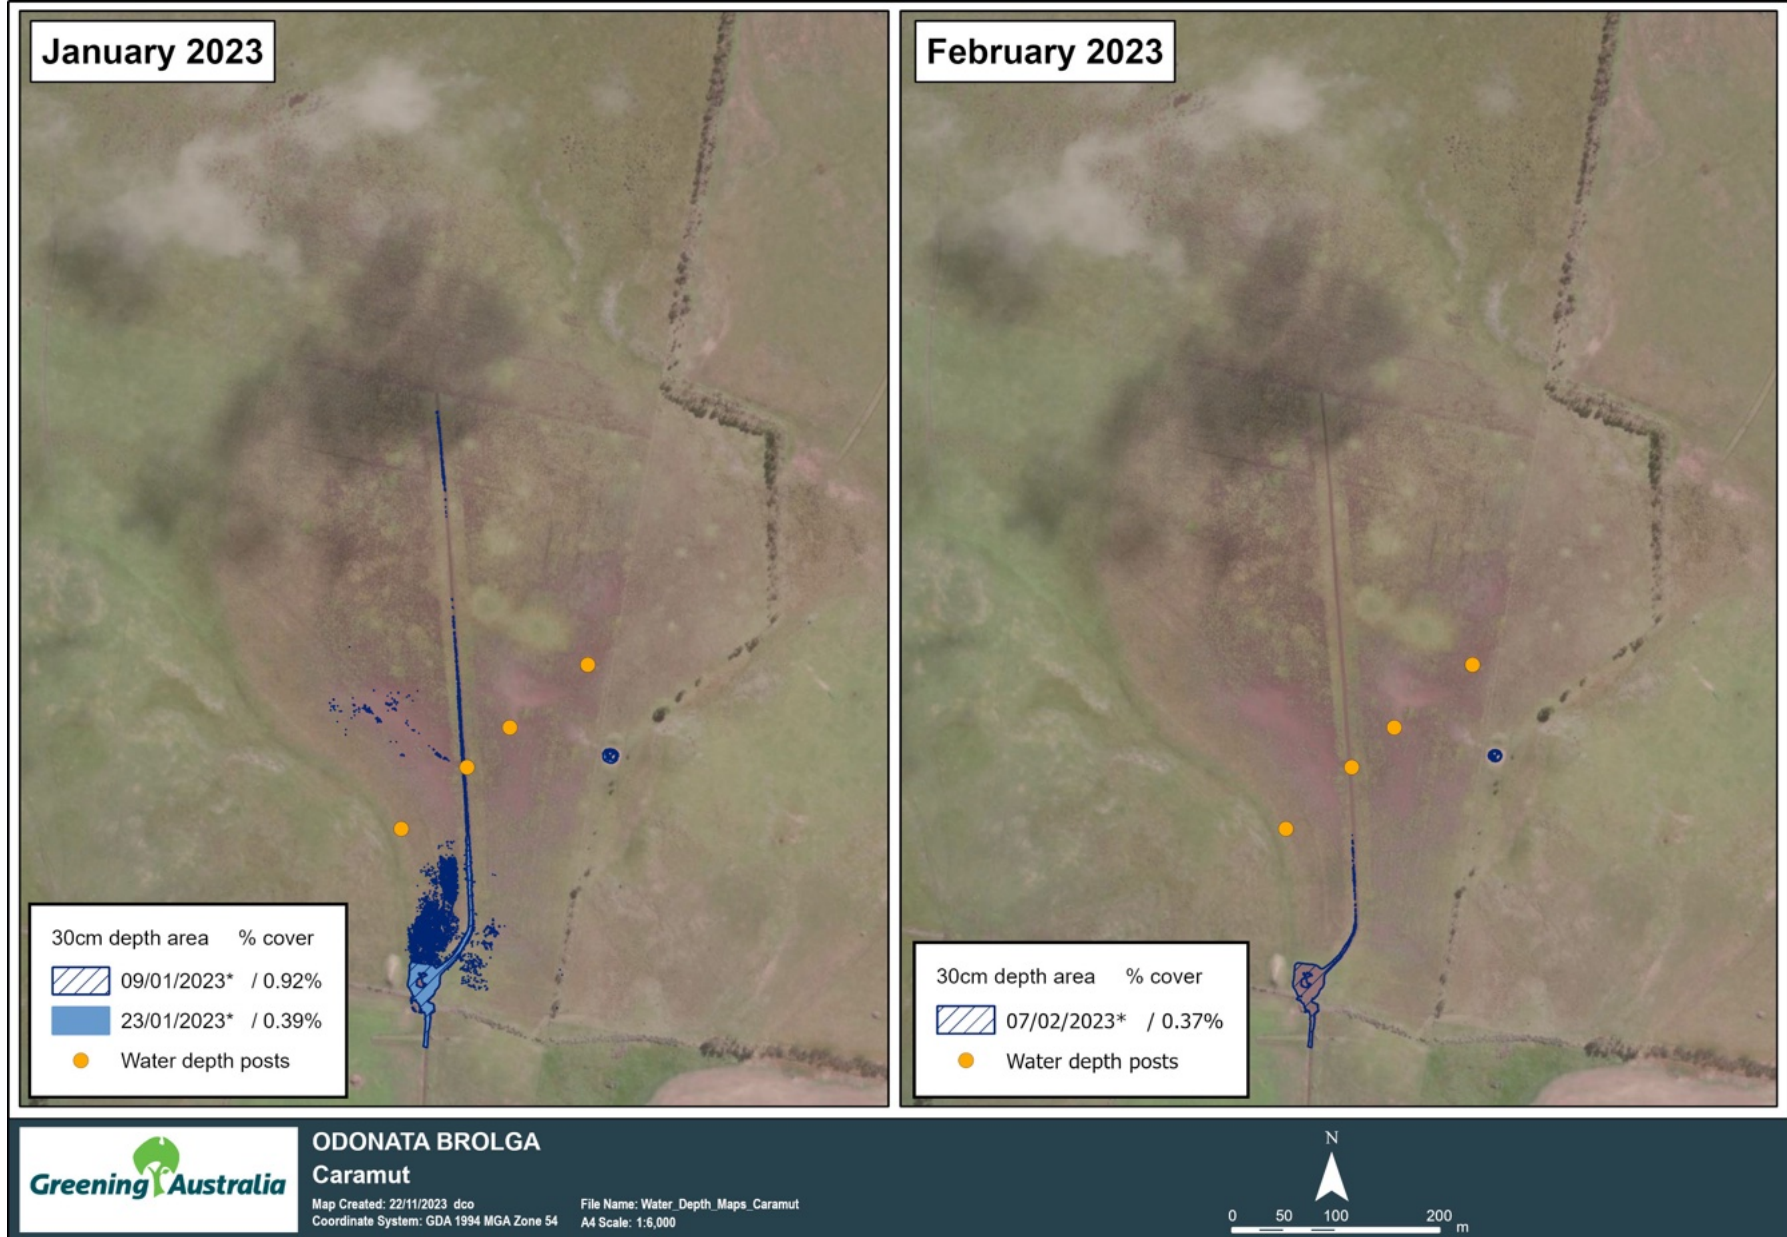 January 2023
30cm depth area % cover
09/01/2023* / 0.92%
23/01/2023* / 0.39%
Water depth posts
February 2023
30cm depth area % cover
07/02/2023* / 0.37%
Water depth posts
Greening Australia
ODONATA BROLGA
Caramut
Map Created: 22/11/2023 dco
Coordinate System: GDA 1994 MGA Zone 54
File Name: Water_Depth_Maps_Caramut
A4 Scale: 1:6,000
N
0 50 100 200
m